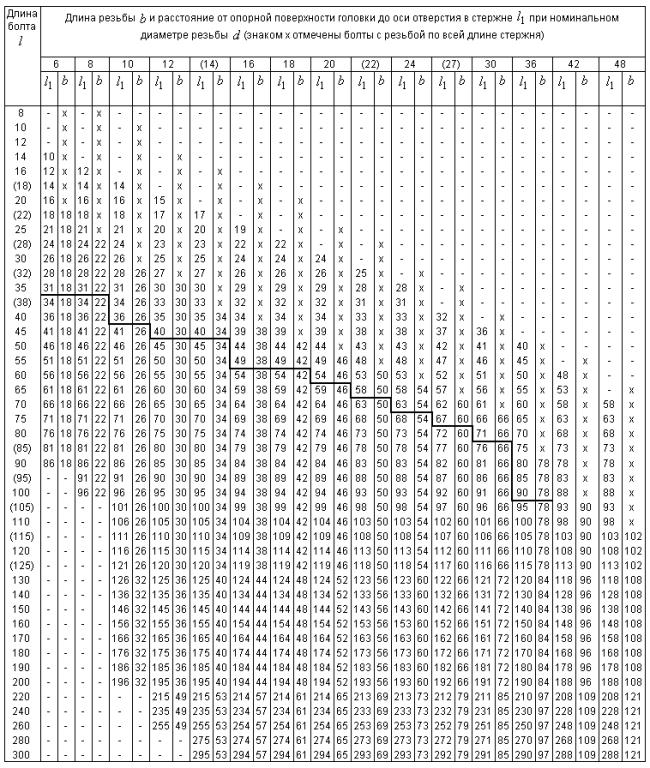 Длина болта l
Длина резьбы b и расстояние от опорной поверхности головки до оси отверстия в стержне l1 при номинальном
диаметре резьбы d (знаком x отмечены болты с резьбой по всей длине стержня)
6 8 10 12 (14) 16 18 20 (22) 24 (27) 30 36 42 48
l1 b l1 b l1 b l1 b l1 b l1 b l1 b l1 b l1 b l1 b l1 b l1 b l1 b l1 b l1 b
8 - x - x - - - - - - - - - - - - - - - - - - - - - - - - - -
10 - x - x - x - - - - - - - - - - - - - - - - - - - - - - - -
12 - x - x - x - - - - - - - - - - - - - - - - - - - - - - - -
14 10 x - x - x - x - - - - - - - - - - - - - - - - - - - - - -
16 12 x 12 x - x - x - x - - - - - - - - - - - - - - - - - - - -
(18) 14 x 14 x 14 x - x - x - x - - - - - - - - - - - - - - - - - -
20 16 x 16 x 16 x 15 x - x - x - x - - - - - - - - - - - - - - - -
(22) 18 18 18 x 18 x 17 x 17 x - x - x - - - - - - - - - - - - - - - -
25 21 18 21 x 21 x 20 x 20 x 19 x - x - x - - - - - - - - - - - - - -
(28) 24 18 24 22 24 x 23 x 23 x 22 x 22 x - x - x - - - - - - - - - - - -
30 26 18 26 22 26 x 25 x 25 x 24 x 24 x 24 x - x - - - - - - - - - - - -
(32) 28 18 28 22 28 26 27 x 27 x 26 x 26 x 26 x 25 x - x - - - - - - - - - -
35 31 18 31 22 31 26 30 30 30 x 29 x 29 x 29 x 28 x 28 x - x - - - - - - - -
(38) 34 18 34 22 34 26 33 30 33 x 32 x 32 x 32 x 31 x 31 x - x - - - - - - - -
40 36 18 36 22 36 26 35 30 35 34 34 x 34 x 34 x 33 x 33 x 32 x - x - - - - - -
45 41 18 41 22 41 26 40 30 40 34 39 38 39 x 39 x 38 x 38 x 37 x 36 x - - - - - -
50 46 18 46 22 46 26 45 30 45 34 44 38 44 42 44 x 43 x 43 x 42 x 41 x 40 x - - - -
55 51 18 51 22 51 26 50 30 50 34 49 38 49 42 49 46 48 x 48 x 47 x 46 x 45 x - x - -
60 56 18 56 22 56 26 55 30 55 34 54 38 54 42 54 46 53 50 53 x 52 x 51 x 50 x 48 x - -
65 61 18 61 22 61 26 60 30 60 34 59 38 59 42 59 46 58 50 58 54 57 x 56 x 55 x 53 x - x
70 66 18 66 22 66 26 65 30 65 34 64 38 64 42 64 46 63 50 63 54 62 60 61 x 60 x 58 x 58 x
75 71 18 71 22 71 26 70 30 70 34 69 38 69 42 69 46 68 50 68 54 67 60 66 66 65 x 63 x 63 x
80 76 18 76 22 76 26 75 30 75 34 74 38 74 42 74 46 73 50 73 54 72 60 71 66 70 x 68 x 68 x
(85) 81 18 81 22 81 26 80 30 80 34 79 38 79 42 79 46 78 50 78 54 77 60 76 66 75 x 73 x 73 x
90 86 18 86 22 86 26 85 30 85 34 84 38 84 42 84 46 83 50 83 54 82 60 81 66 80 78 78 x 78 x
(95) - - 91 22 91 26 90 30 90 34 89 38 89 42 89 46 88 50 88 54 87 60 86 66 85 78 83 x 83 x
100 - - 96 22 96 26 95 30 95 34 94 38 94 42 94 46 93 50 93 54 92 60 91 66 90 78 88 x 88 x
(105) - - - - 101 26 100 30 100 34 99 38 99 42 99 46 98 50 98 54 97 60 96 66 95 78 93 90 93 x
110 - - - - 106 26 105 30 105 34 104 38 104 42 104 46 103 50 103 54 102 60 101 66 100 78 98 90 98 x
(115) - - - - 111 26 110 30 110 34 109 38 109 42 109 46 108 50 108 54 107 60 106 66 105 78 103 90 103 102
120 - - - - 116 26 115 30 115 34 114 38 114 42 114 46 113 50 113 54 112 60 111 66 110 78 108 90 108 102
(125) - - - - 121 26 120 30 120 34 119 38 119 42 119 46 118 50 118 54 117 60 116 66 115 78 113 90 113 102
130 - - - - 126 32 125 36 125 40 124 44 124 48 124 52 123 56 123 60 122 66 121 72 120 84 118 96 118 108
140 - - - - 136 32 135 36 135 40 134 44 134 48 134 52 133 56 133 60 132 66 131 72 130 84 128 96 128 108
150 - - - - 146 32 145 36 145 40 144 44 144 48 144 52 143 56 143 60 142 66 141 72 140 84 138 96 138 108
160 - - - - 156 32 155 36 155 40 154 44 154 48 154 52 153 56 153 60 152 66 151 72 150 84 148 96 148 108
170 - - - - 166 32 165 36 165 40 164 44 164 48 164 52 163 56 163 60 162 66 161 72 160 84 158 96 158 108
180 - - - - 176 32 175 36 175 40 174 44 174 48 174 52 173 56 173 60 172 66 171 72 170 84 168 96 168 108
190 - - - - 186 32 185 36 185 40 184 44 184 48 184 52 183 56 183 60 182 66 181 72 180 84 178 96 178 108
200 - - - - 196 32 195 36 195 40 194 44 194 48 194 52 193 56 193 60 192 66 191 72 190 84 188 96 188 108
220 - - - - - - 215 49 215 53 214 57 214 61 214 65 213 69 213 73 212 79 211 85 210 97 208 109 208 121
240 - - - - - - 235 49 235 53 234 57 234 61 234 65 233 69 233 73 232 79 231 85 230 97 228 109 228 121
260 - - - - - - 255 49 255 53 254 57 254 61 254 65 253 69 253 73 252 79 251 85 250 97 248 109 248 121
280 - - - - - - - - 275 53 274 57 274 61 274 65 273 69 273 73 272 79 271 85 270 97 268 109 268 121
300 - - - - - - - - 295 53 294 57 294 61 294 65 293 69 293 73 292 79 291 85 290 97 288 109 288 121